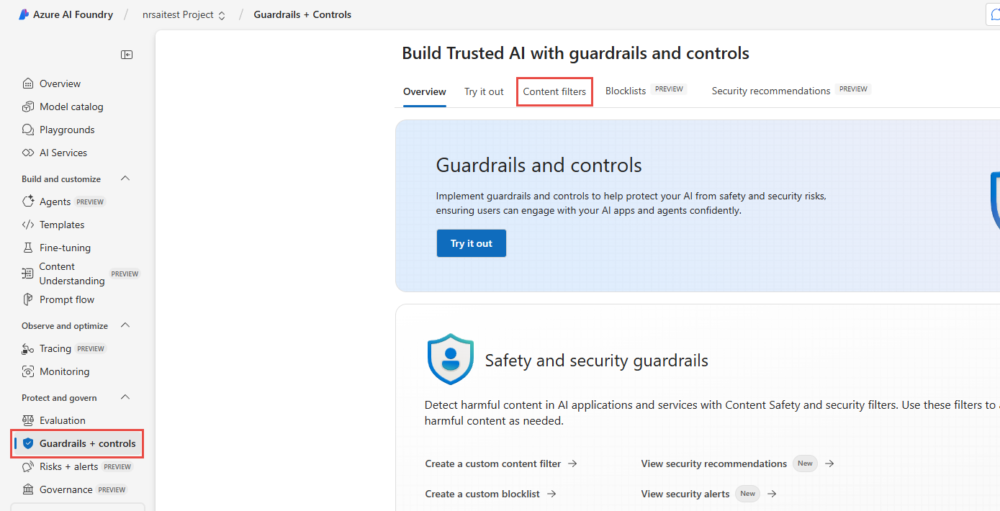 Azure AI Foundry / nrsaitest Project / Guardrails + Controls
Overview
Model catalog
Playgrounds
AI Services
Build and customize
Agents PREVIEW
Templates
Fine-tuning
Content
Understanding PREVIEW
Prompt flow
Observe and optimize
Tracing PREVIEW
Monitoring
Protect and govern
Evaluation
Guardrails + controls
Risks + alerts PREVIEW
Governance PREVIEW
Build Trusted AI with guardrails and controls
Overview Try it out Content filters Blocklists PREVIEW Security recommendations PREVIEW
Guardrails and controls
Implement guardrails and controls to help protect your AI from safety and security risks,
ensuring users can engage with your AI apps and agents confidently.
Try it out
Safety and security guardrails
Detect harmful content in AI applications and services with Content Safety and security filters. Use these filters to
harmful content as needed.
Create a custom content filter → View security recommendations New →
Create a custom blocklist → View security alerts New →